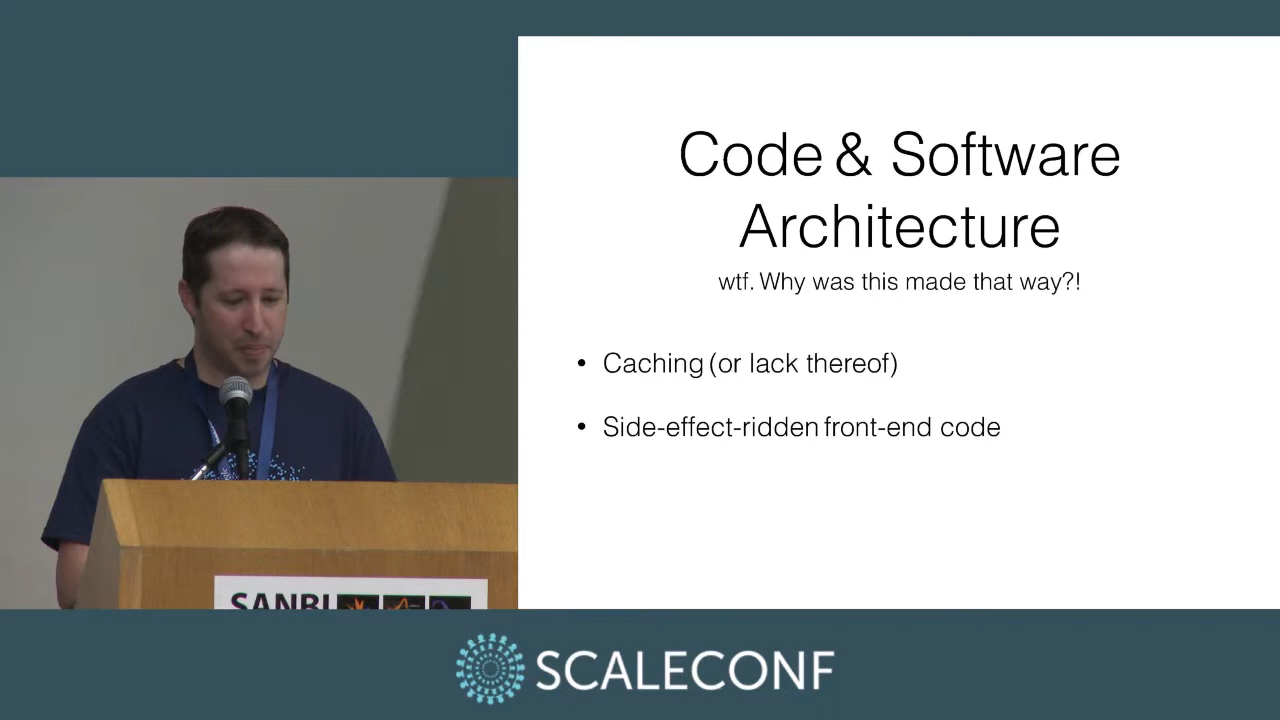 Code & Software
Architecture
wtf. Why was this made that way?!
• Caching (or lack thereof)
• Side-effect-ridden front-end code
SANBI
SCALECONF